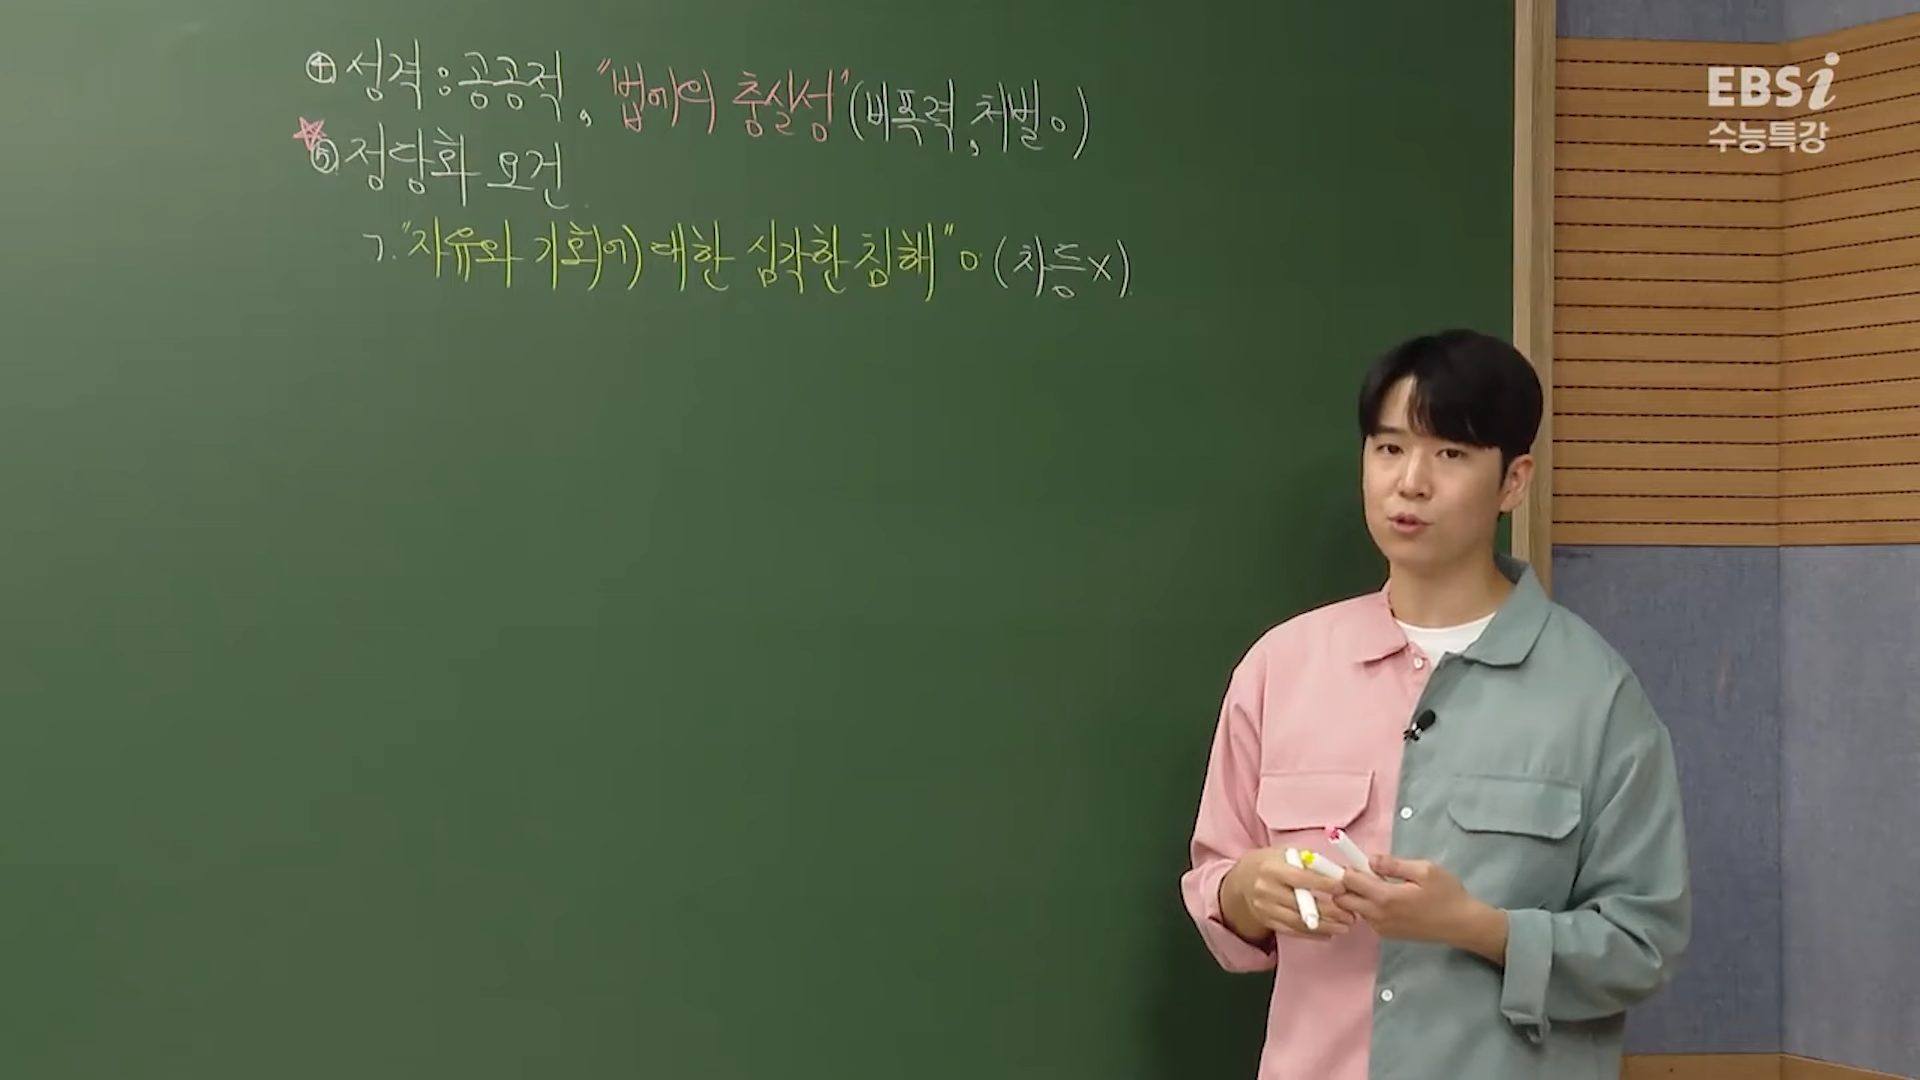 ④ 성격 : 공공적, "법에의 충실성" (비폭력, 처벌o)
☆⑤ 정당화 요건
ㄱ. "자유와 기회에 대한 심각한 침해" o (차등x)
EBSi
수능특강